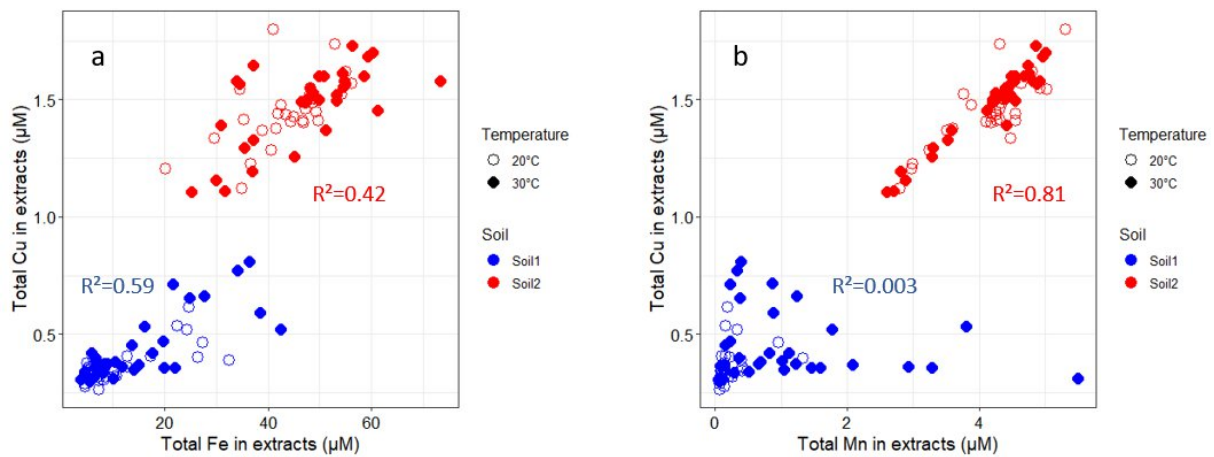 a
Total Cu in extracts (µM)
1.5
1.0
0.5
R²=0.42
R²=0.59
20
40
60
Total Fe in extracts (µM)
Temperature
20°C
30°C
Soil
Soil1
Soil2
b
Total Cu in extracts (µM)
1.5
1.0
0.5
R²=0.81
R²=0.003
0
2
4
Total Mn in extracts (µM)
Temperature
20°C
30°C
Soil
Soil1
Soil2